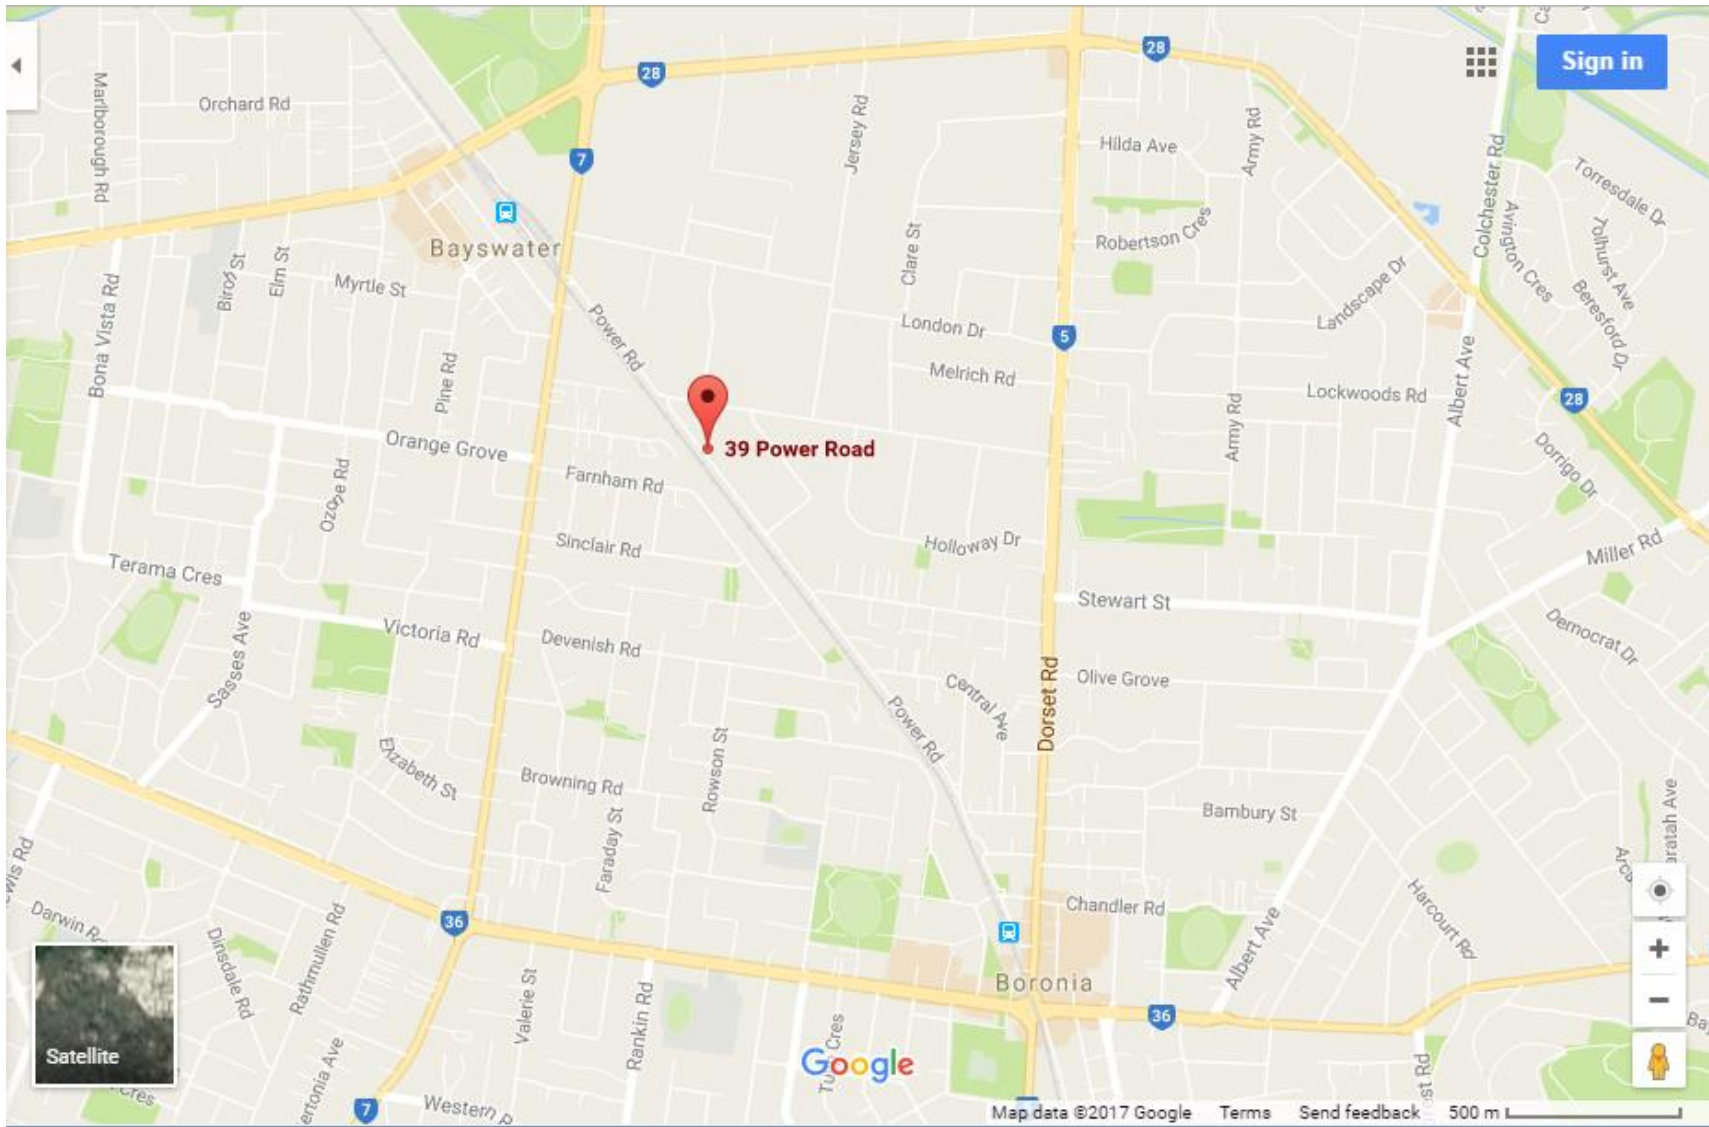 28
28
Sign in
Orchard Rd
Marlborough Rd
Jersey Rd
Hilda Ave
Army Rd
Colchester Rd
7
Torresdale Dr
Avington Cres
Tolhurst Ave
Bayswater
Clare St
Robertson Cres
Biro St
Elm St
Myrtle St
Bona Vista Rd
Power Rd
London Dr
5
Landscape Dr
Beresford Dr
Pine Rd
Melrich Rd
Lockwoods Rd
Albert Ave
28
Army Rd
39 Power Road
Orange Grove
Farnham Rd
Ozone Rd
Dorrigo Dr
Sinclair Rd
Holloway Dr
Miller Rd
Terama Cres
Stewart St
Victoria Rd
Devenish Rd
Democrat Dr
Sasses Ave
Central Ave
Dorset Rd
Olive Grove
Power Rd
Elizabeth St
Browning Rd
Rowson St
Bambury St
Faraday St
Chandler Rd
Harcourt Rd
36
Dinsdale Rd
Rathmullen Rd
Albert Ave
Valerie St
Rankin Rd
Boronia
36
Satellite
Google
7
Western
Map data ©2017 Google Terms Send feedback 500 m